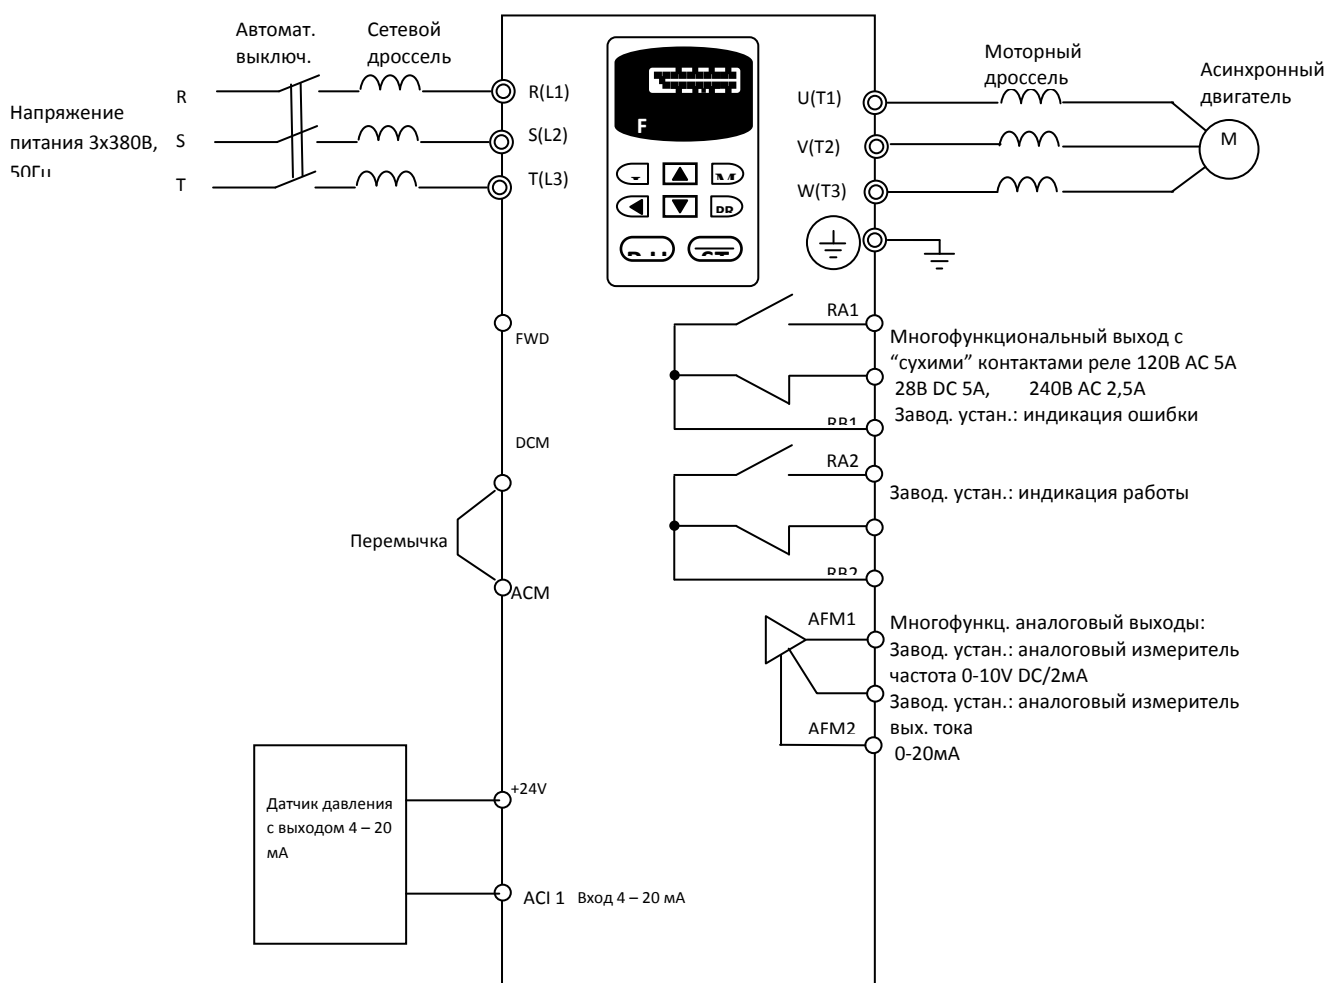 Автомат.
выключ.
Сетевой
дроссель
Напряжение
питания 3x380В,
50Гц
R
S
T
R(L1)
S(L2)
T(L3)
F
U(T1)
V(T2)
W(T3)
Моторный
дроссель
Асинхронный
двигатель
M
FWD
DCM
Перемычка
ACM
RA1
RB1
Многофункциональный выход с
“сухими” контактами реле 120В AC 5А
28В DC 5А, 240В AC 2,5А
Завод. устан.: индикация ошибки
RA2
RB2
Завод. устан.: индикация работы
AFM1
AFM2
Многофункц. аналоговый выходы:
Завод. устан.: аналоговый измеритель
частота 0-10V DC/2мА
Завод. устан.: аналоговый измеритель
вых. тока
0-20мА
Датчик давления
с выходом 4 – 20
мА
+24V
ACI 1 Вход 4 – 20 мА